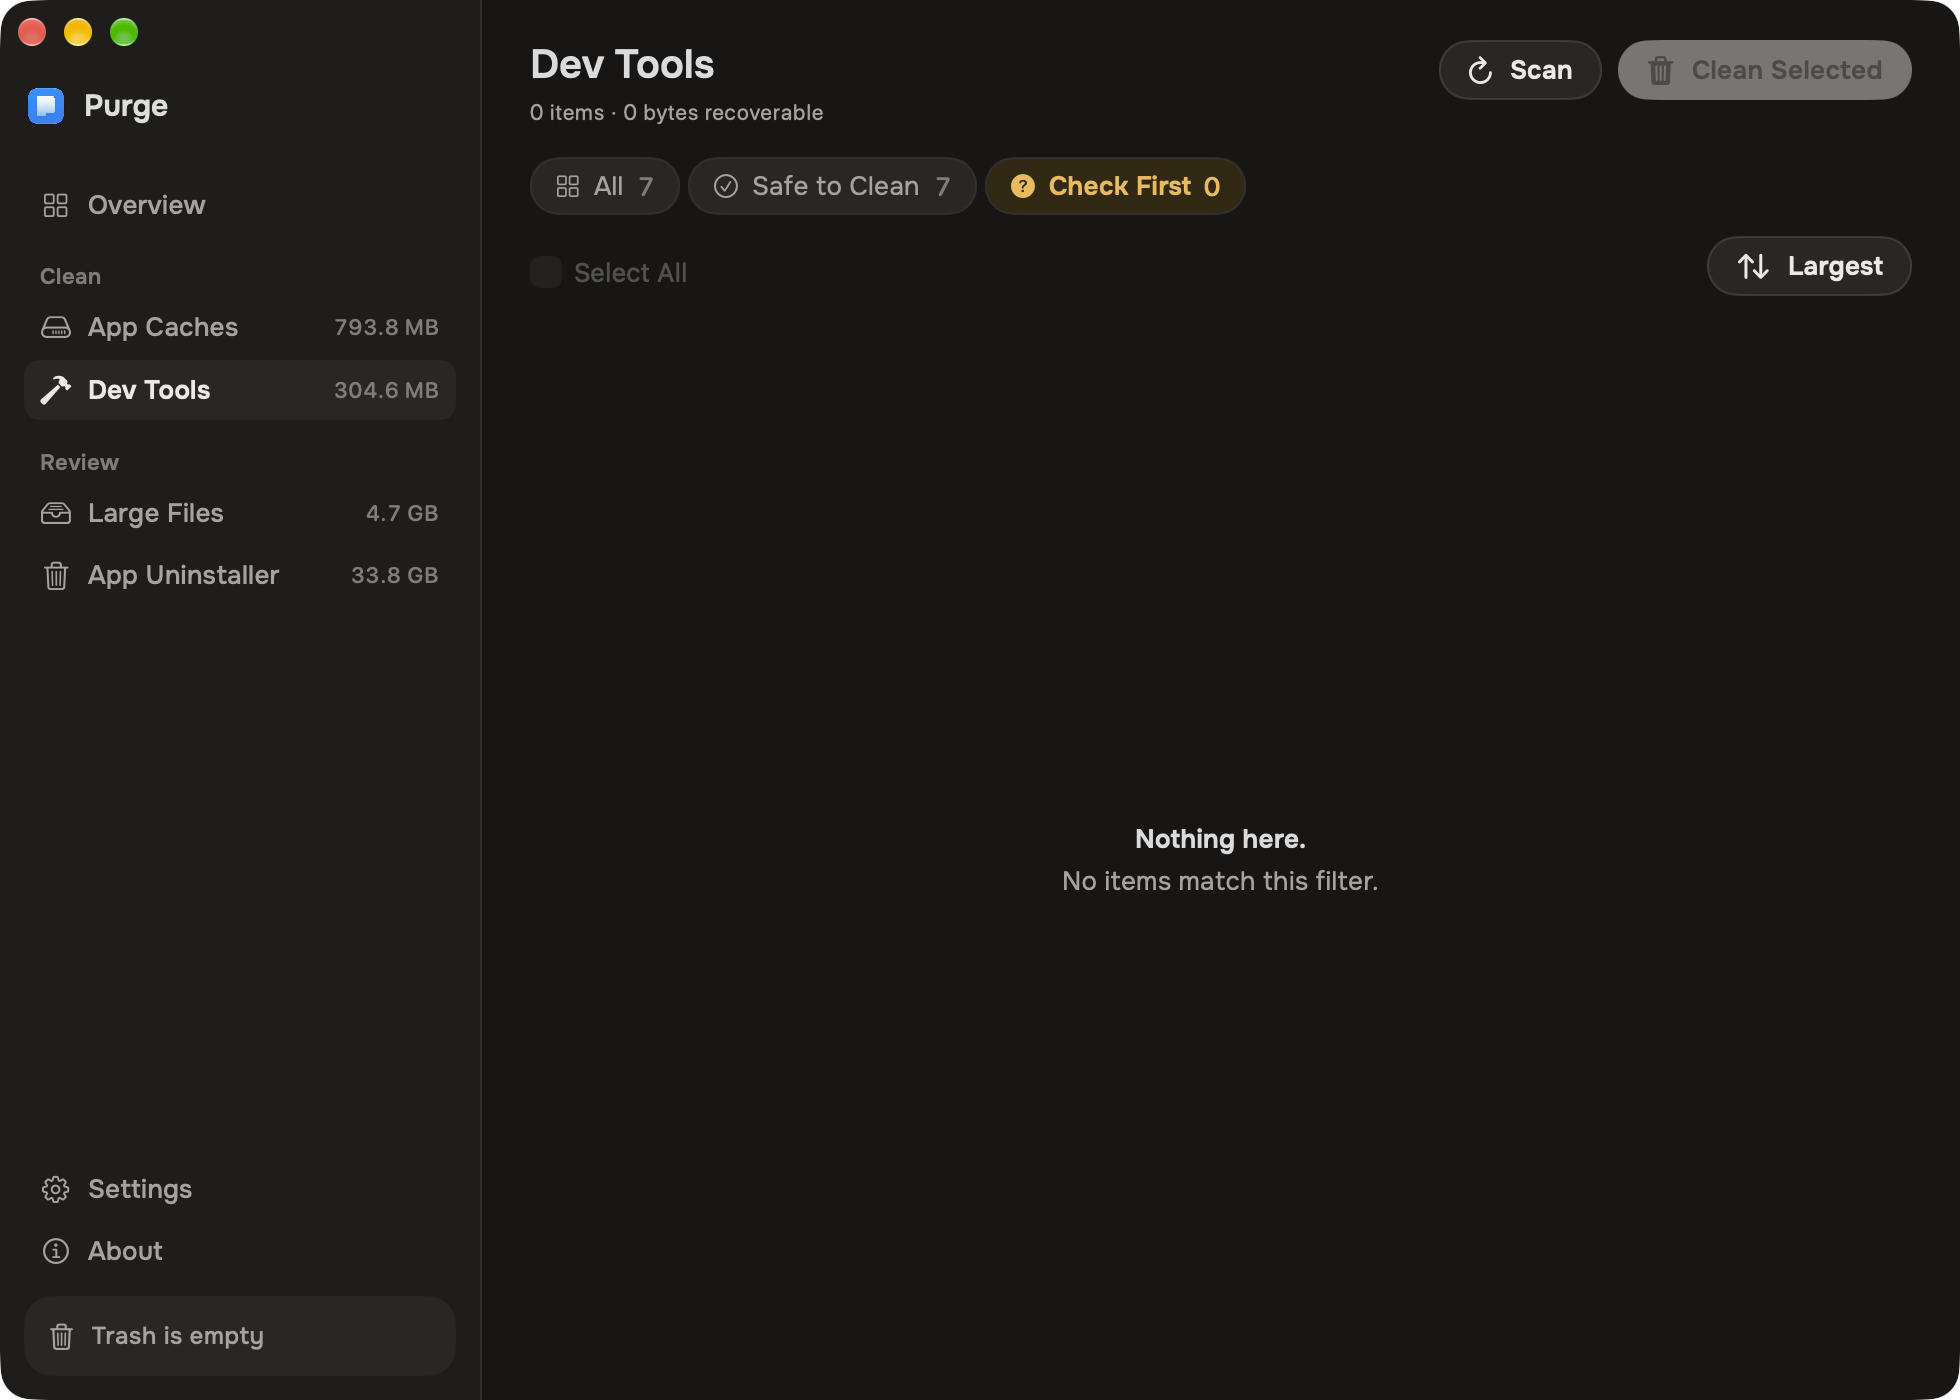 Purge
Overview
Clean
App Caches 793.8 MB
Dev Tools 304.6 MB
Review
Large Files 4.7 GB
App Uninstaller 33.8 GB
Settings
About
Trash is empty
Dev Tools
0 items · 0 bytes recoverable
Scan
Clean Selected
All 7
Safe to Clean 7
Check First 0
Select All
Largest
Nothing here.
No items match this filter.